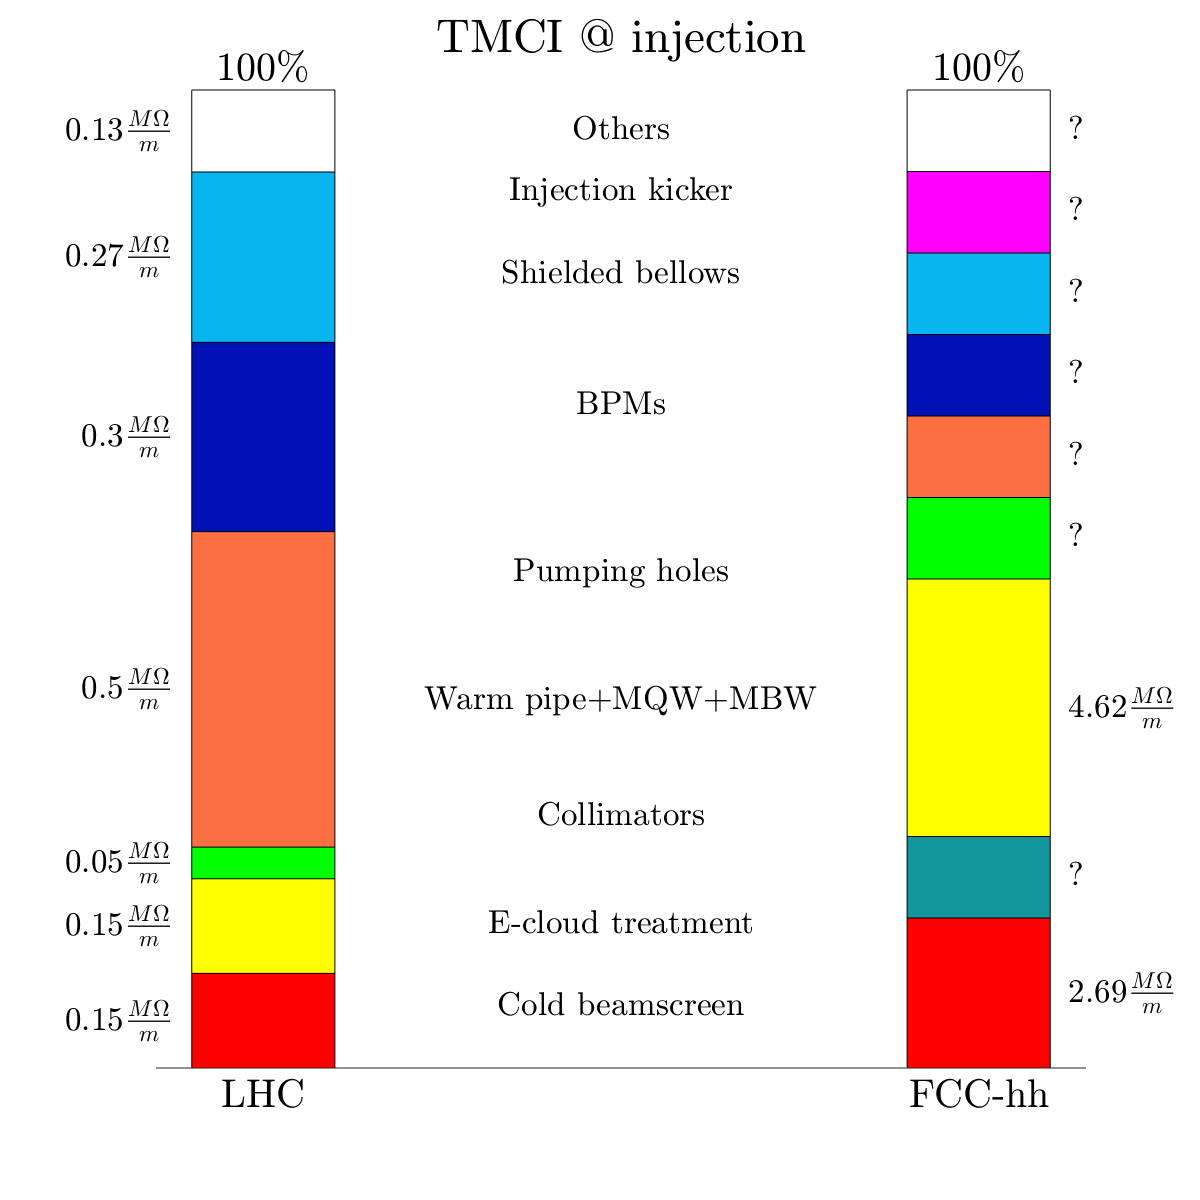 TMCI @ injection
100% 100%
0.13 MΩ/m Others ?
Injection kicker ?
0.27 MΩ/m Shielded bellows ?
BPMs ?
0.3 MΩ/m ?
Pumping holes ?
0.5 MΩ/m Warm pipe+MQW+MBW 4.62 MΩ/m
Collimators
0.05 MΩ/m ?
0.15 MΩ/m E-cloud treatment
0.15 MΩ/m Cold beamscreen 2.69 MΩ/m
LHC FCC-hh